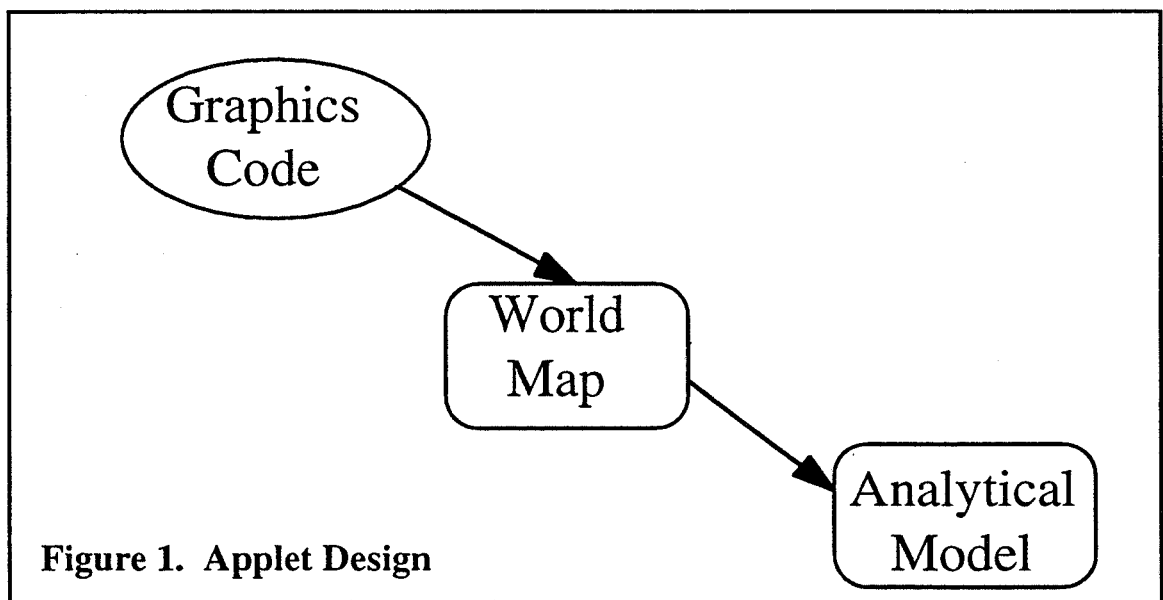 Graphics
Code
World
Map
Analytical
Model
Figure 1. Applet Design